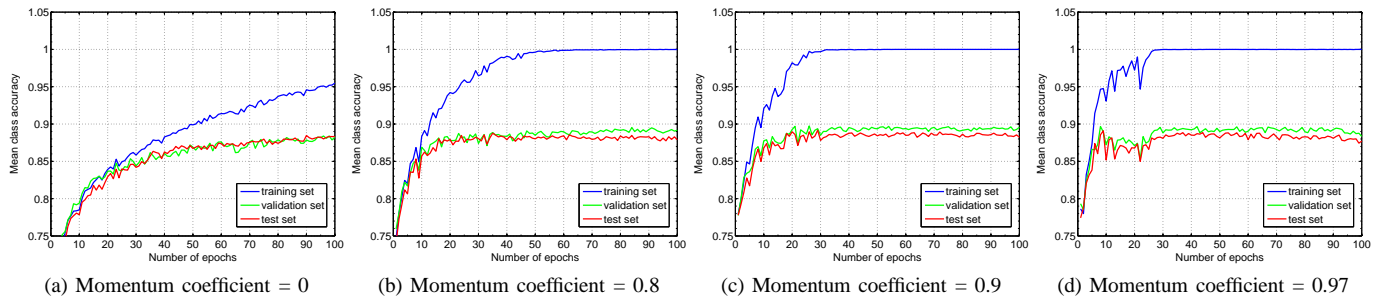 1.05
1
0.95
0.9
0.85
0.8
0.75
Mean class accuracy
0 10 20 30 40 50 60 70 80 90 100
Number of epochs
training set
validation set
test set
(a) Momentum coefficient = 0
1.05
1
0.95
0.9
0.85
0.8
0.75
Mean class accuracy
0 10 20 30 40 50 60 70 80 90 100
Number of epochs
training set
validation set
test set
(b) Momentum coefficient = 0.8
1.05
1
0.95
0.9
0.85
0.8
0.75
Mean class accuracy
0 10 20 30 40 50 60 70 80 90 100
Number of epochs
training set
validation set
test set
(c) Momentum coefficient = 0.9
1.05
1
0.95
0.9
0.85
0.8
0.75
Mean class accuracy
0 10 20 30 40 50 60 70 80 90 100
Number of epochs
training set
validation set
test set
(d) Momentum coefficient = 0.97